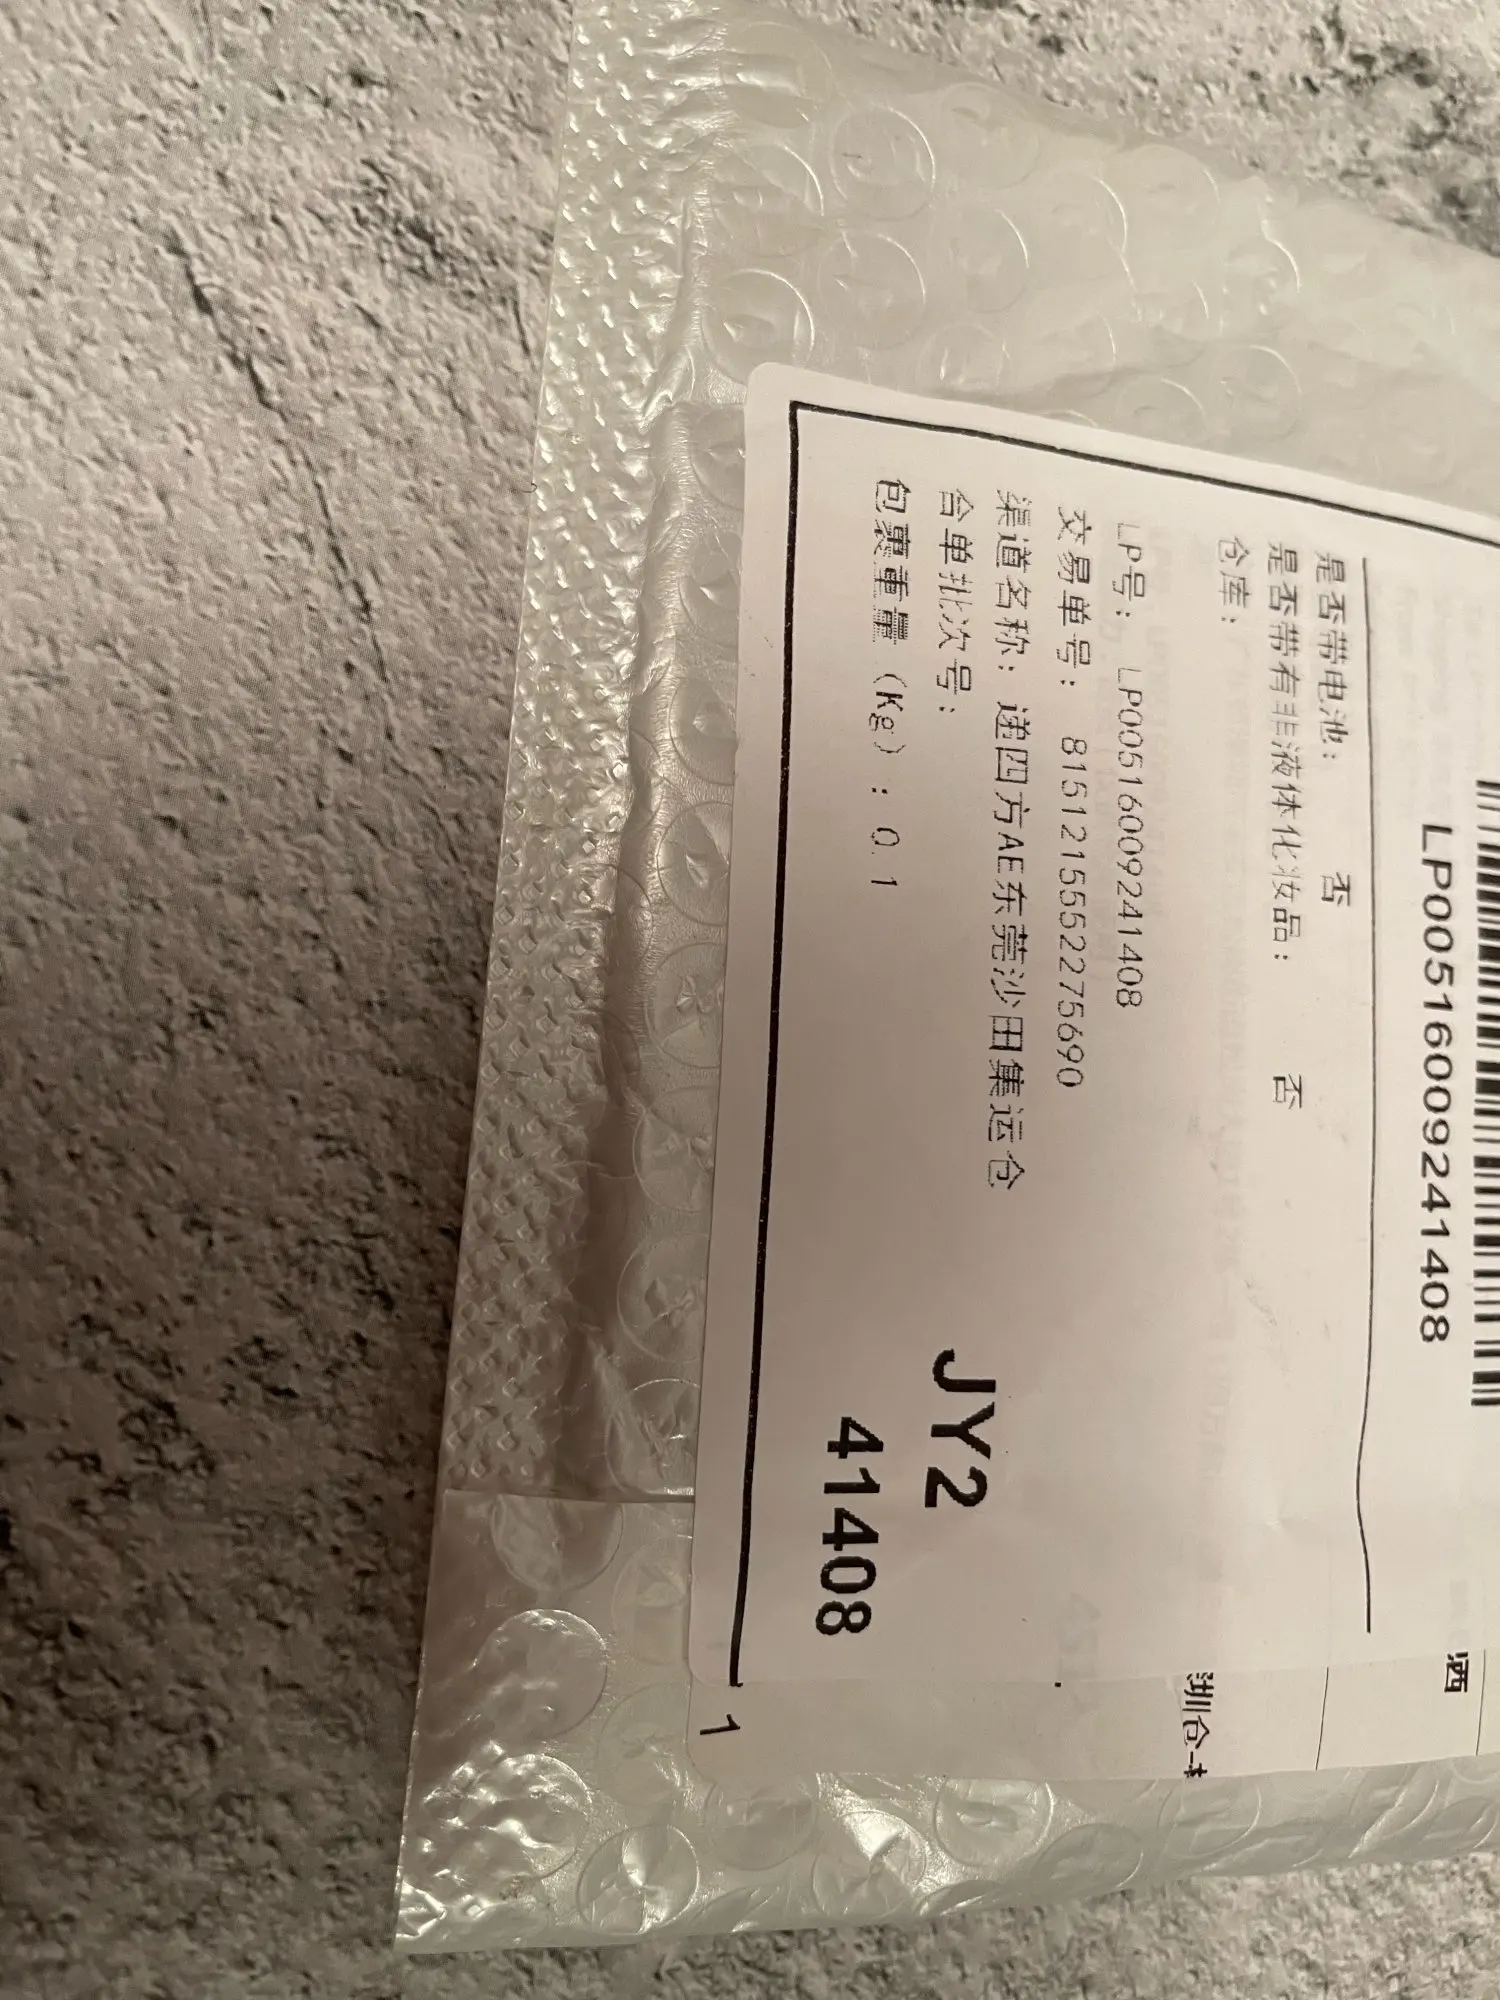 LP00516009241408
是否带电池: 否
是否带有非液体化妆品: 否
仓库:
LP号: LP00516009241408
交易单号: 8151215552275690
渠道名称: 递四方AE东莞沙田集运仓
合单批次号:
包裹重量 (Kg) : 0.1
JY2
41408
洒
圳仓
1